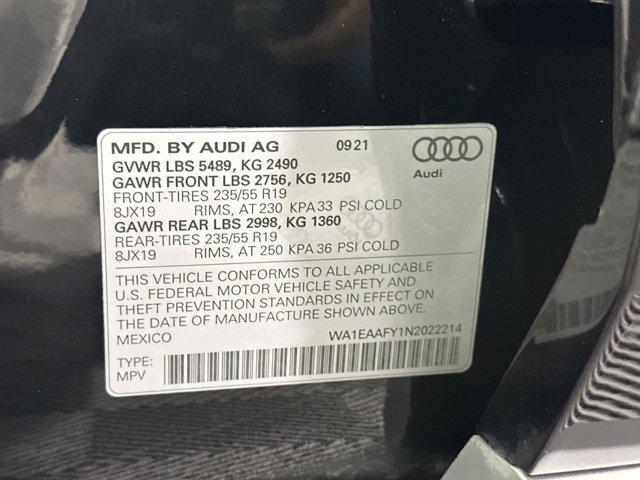 MFD. BY AUDI AG 09 21
GVWR LBS 5489, KG 2490
GAWR FRONT LBS 2756, KG 1250
Audi
FRONT-TIRES 235/55 R19
8JX19 RIMS, AT 230 KPA 33 PSI COLD
GAWR REAR LBS 2998, KG 1360
REAR-TIRES 235/55 R19
8JX19 RIMS, AT 250 KPA 36 PSI COLD
THIS VEHICLE CONFORMS TO ALL APPLICABLE
U.S. FEDERAL MOTOR VEHICLE SAFETY AND
THEFT PREVENTION STANDARDS IN EFFECT ON
THE DATE OF MANUFACTURE SHOWN ABOVE.
MEXICO WA1EAAFY1N2022214
TYPE:
MPV